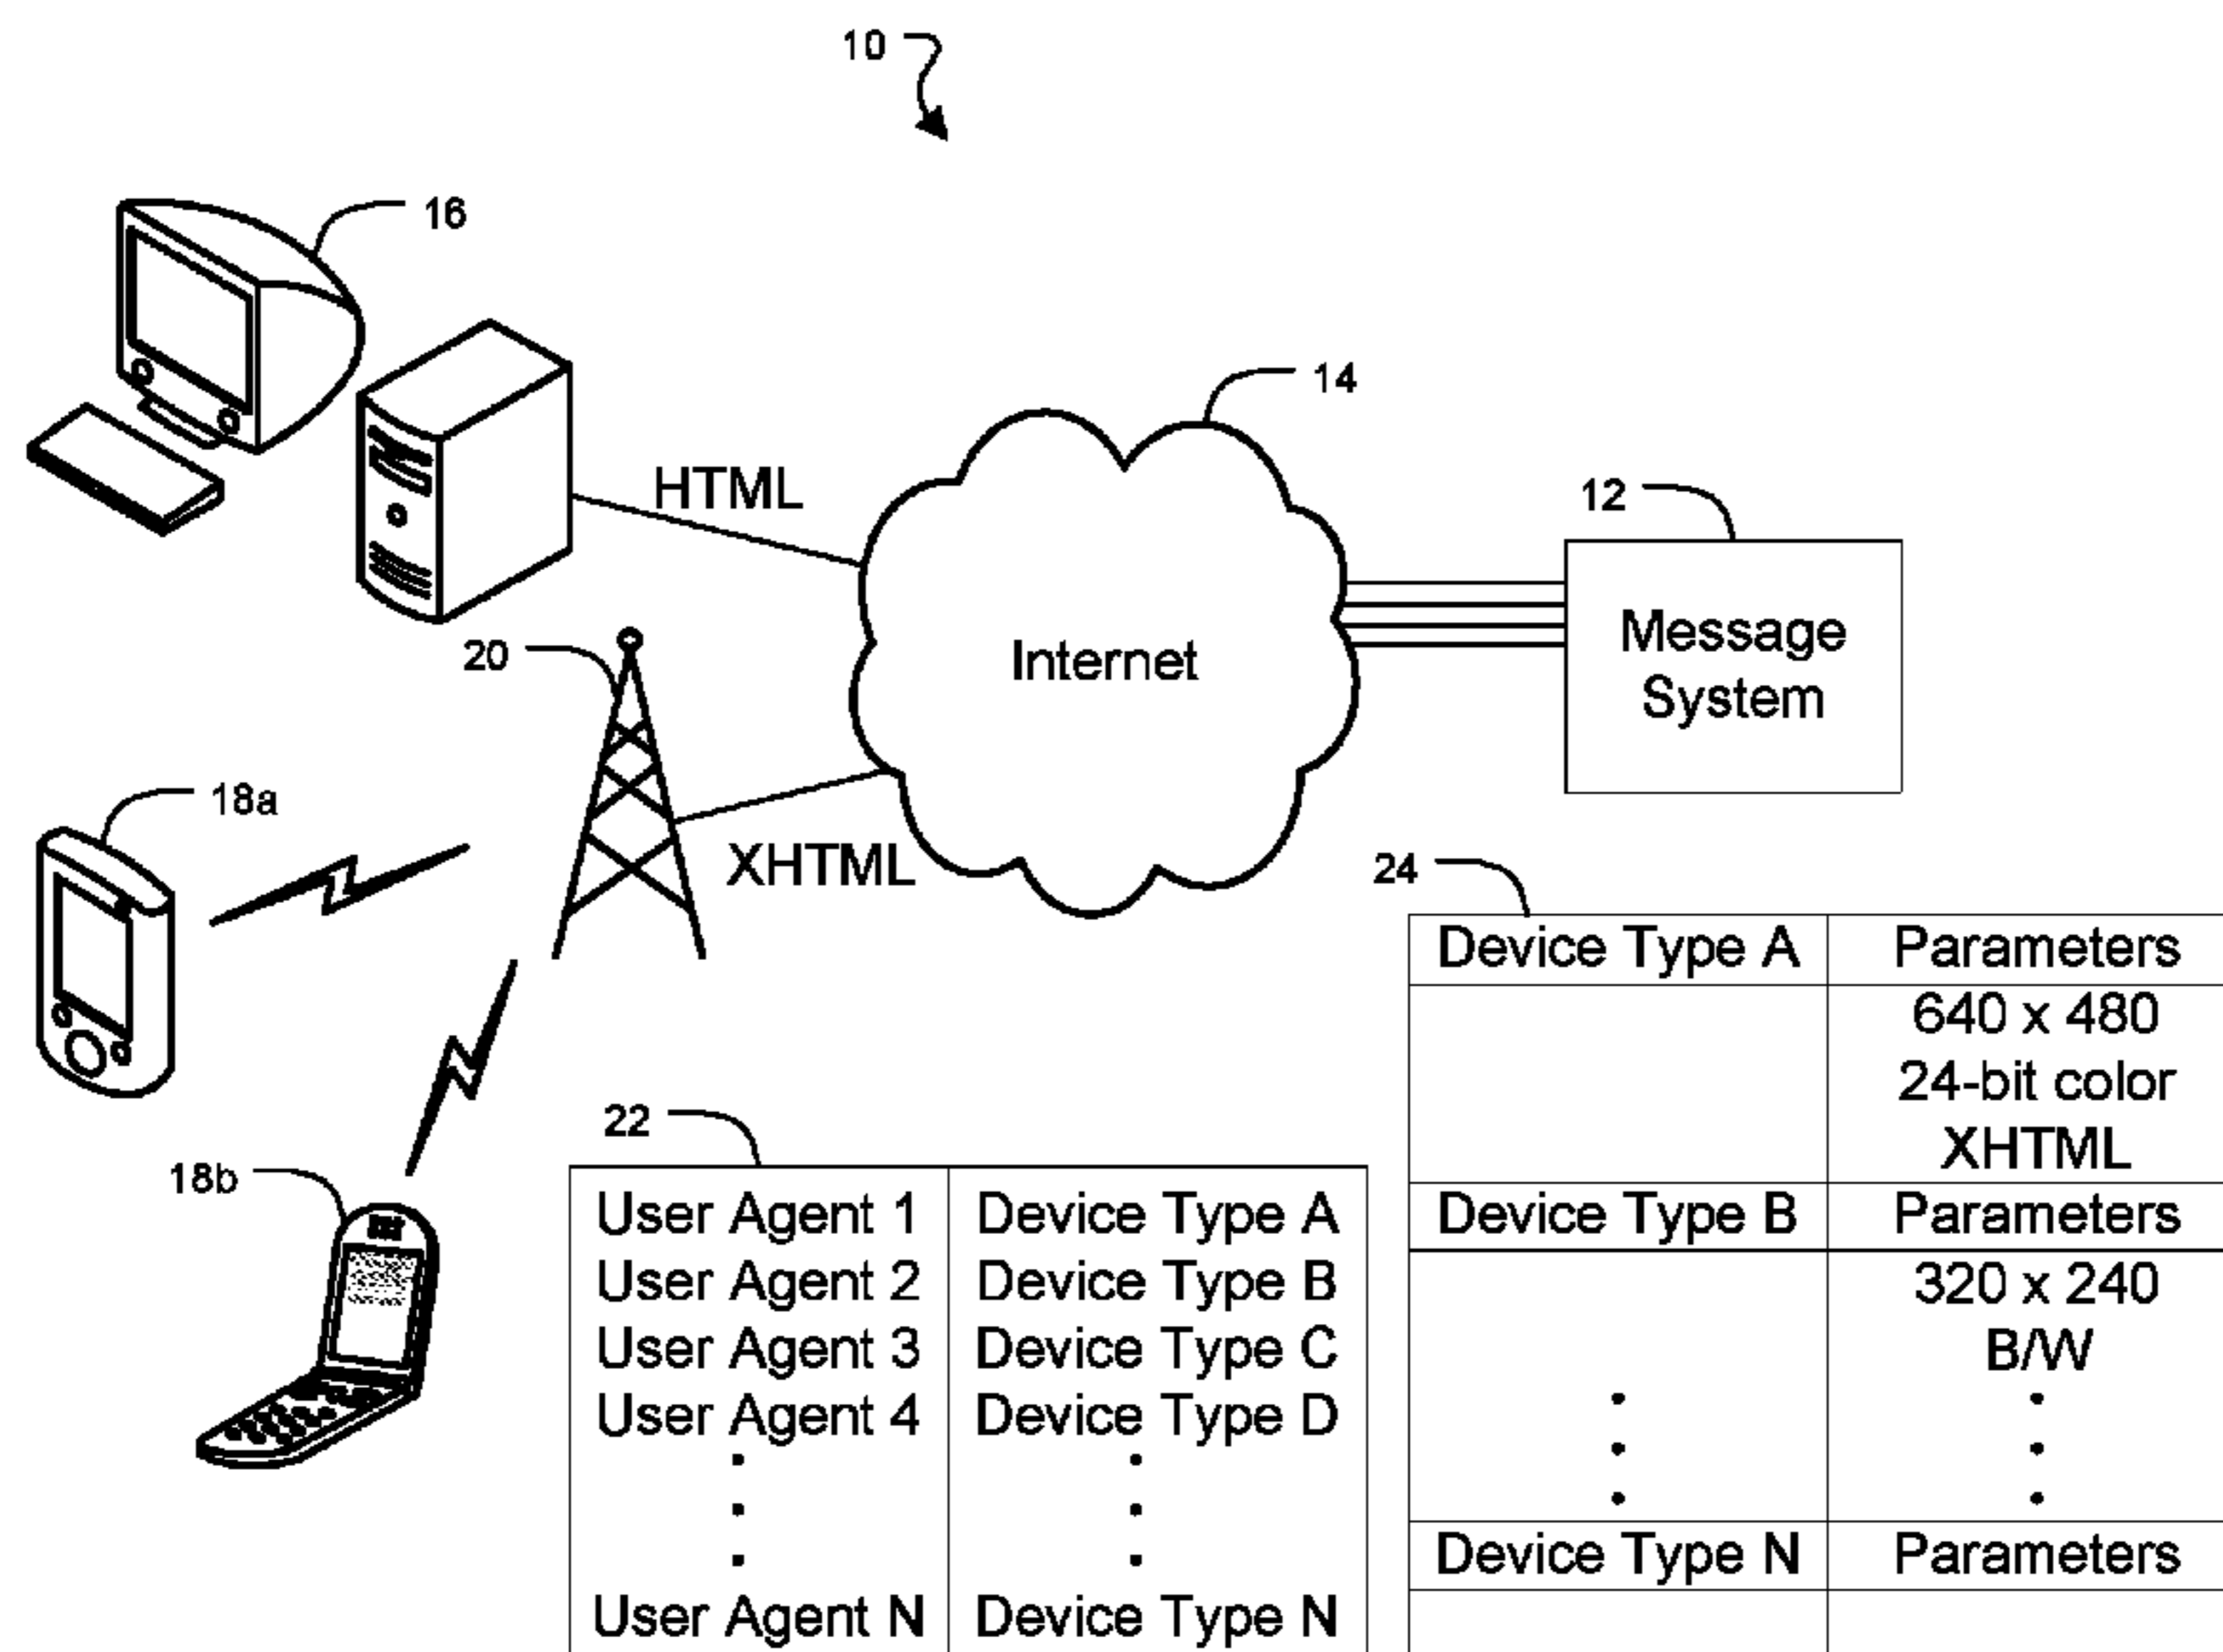 10
16
14
HTML
12
20
Internet
Message
System
18a
XHTML
24
Device Type A Parameters
640 x 480
24-bit color
XHTML
Device Type B Parameters
320 x 240
B/W
Device Type N Parameters
22
18b
User Agent 1 Device Type A
User Agent 2 Device Type B
User Agent 3 Device Type C
User Agent 4 Device Type D
User Agent N Device Type N